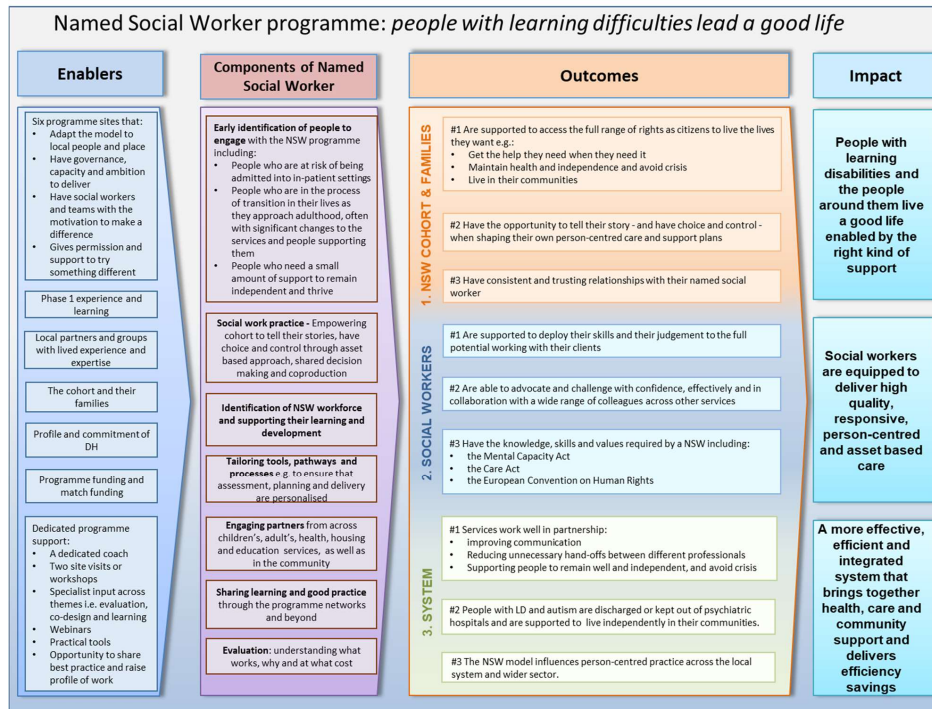 Named Social Worker programme: people with learning difficulties lead a good life
Enablers
Six programme sites that:
• Adapt the model to
local people and place
• Have governance,
capacity and ambition
to deliver
• Have social workers
and teams with the
motivation to make a
difference
• Gives permission and
support to try
something different
Phase 1 experience and
learning
Local partners and groups
with lived experience and
expertise
The cohort and their
families
Profile and commitment of
DH
Programme funding and
match funding
Dedicated programme
support:
• A dedicated coach
• Two site visits or
workshops
• Specialist input across
themes i.e. evaluation,
co-design and learning
• Webinars
• Practical tools
• Opportunity to share
best practice and raise
profile of work
Components of Named
Social Worker
Early identification of people to
engage with the NSW programme
including:
• People who are at risk of being
admitted into in-patient settings
• People who are in the process
of transition in their lives as
they approach adulthood, often
with significant changes to the
services and people supporting
them
• People who need a small
amount of support to remain
independent and thrive
Social work practice - Empowering
cohort to tell their stories, have
choice and control through asset
based approach, shared decision
making and coproduction
Identification of NSW workforce
and supporting their learning and
development
Tailoring tools, pathways and
processes e.g. to ensure that
assessment, planning and delivery
are personalised
Engaging partners from across
children's, adult's, health, housing
and education services, as well as
in the community
Sharing learning and good practice
through the programme networks
and beyond
Evaluation: understanding what
works, why and at what cost
Outcomes
1. NSW COHORT & FAMILIES
#1 Are supported to access the full range of rights as citizens to live the lives
they want e.g.:
• Get the help they need when they need it
• Maintain health and independence and avoid crisis
• Live in their communities
#2 Have the opportunity to tell their story - and have choice and control -
when shaping their own person-centred care and support plans
#3 Have consistent and trusting relationships with their named social
worker
2. SOCIAL WORKERS
#1 Are supported to deploy their skills and their judgement to the full
potential working with their clients
#2 Are able to advocate and challenge with confidence, effectively and in
collaboration with a wide range of colleagues across other services
#3 Have the knowledge, skills and values required by a NSW including:
• the Mental Capacity Act
• the Care Act
• the European Convention on Human Rights
3. SYSTEM
#1 Services work well in partnership:
• improving communication
• Reducing unnecessary hand-offs between different professionals
• Supporting people to remain well and independent, and avoid crisis
#2 People with LD and autism are discharged or kept out of psychiatric
hospitals and are supported to live independently in their communities.
#3 The NSW model influences person-centred practice across the local
system and wider sector.
Impact
People with
learning
disabilities and
the people
around them live
a good life
enabled by the
right kind of
support
Social workers
are equipped to
deliver high
quality,
responsive,
person-centred
and asset based
care
A more effective,
efficient and
integrated
system that
brings together
health, care and
community
support and
delivers
efficiency
savings